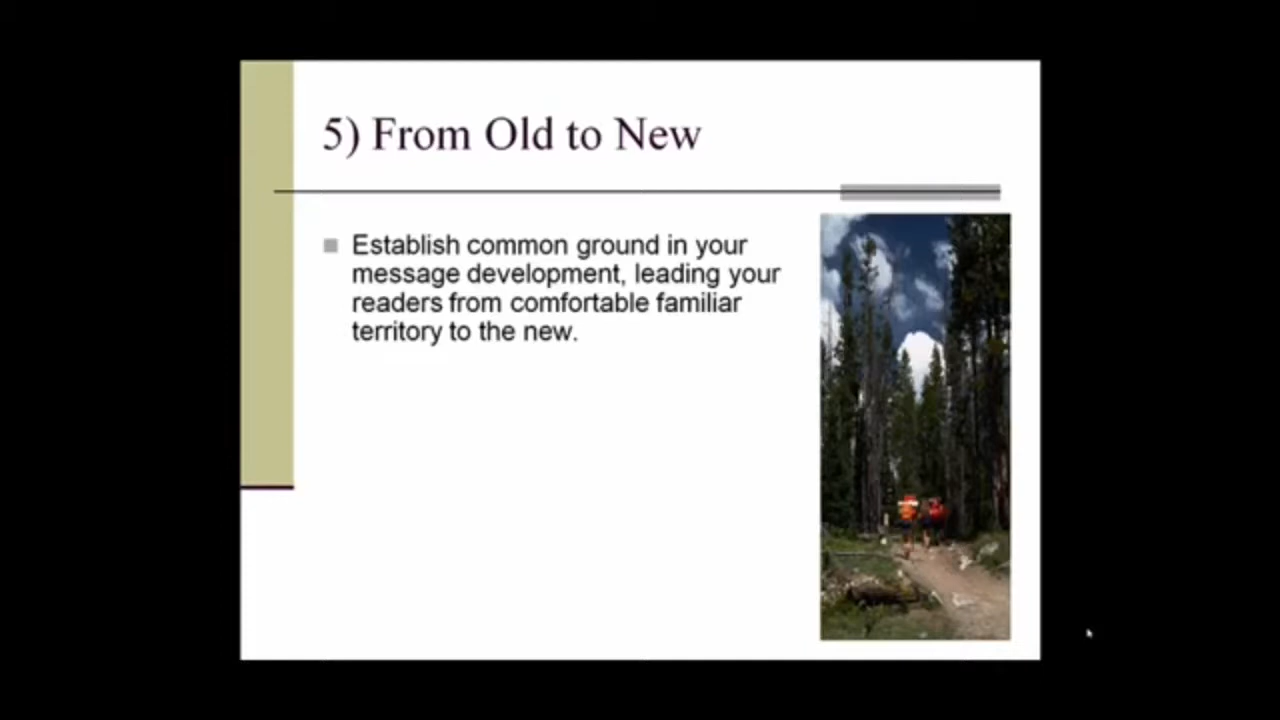 5) From Old to New
Establish common ground in your
message development, leading your
readers from comfortable familiar
territory to the new.